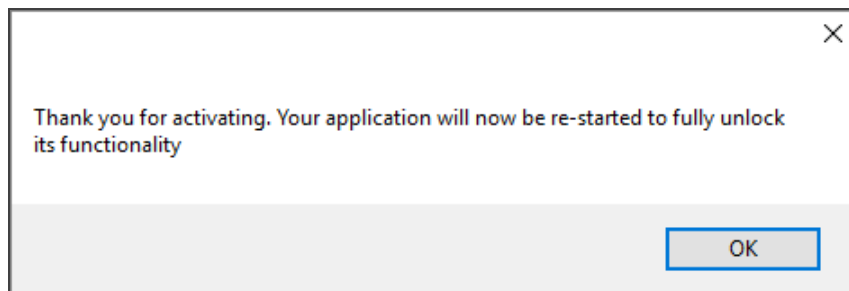 Thank you for activating. Your application will now be re-started to fully unlock
its functionality
OK